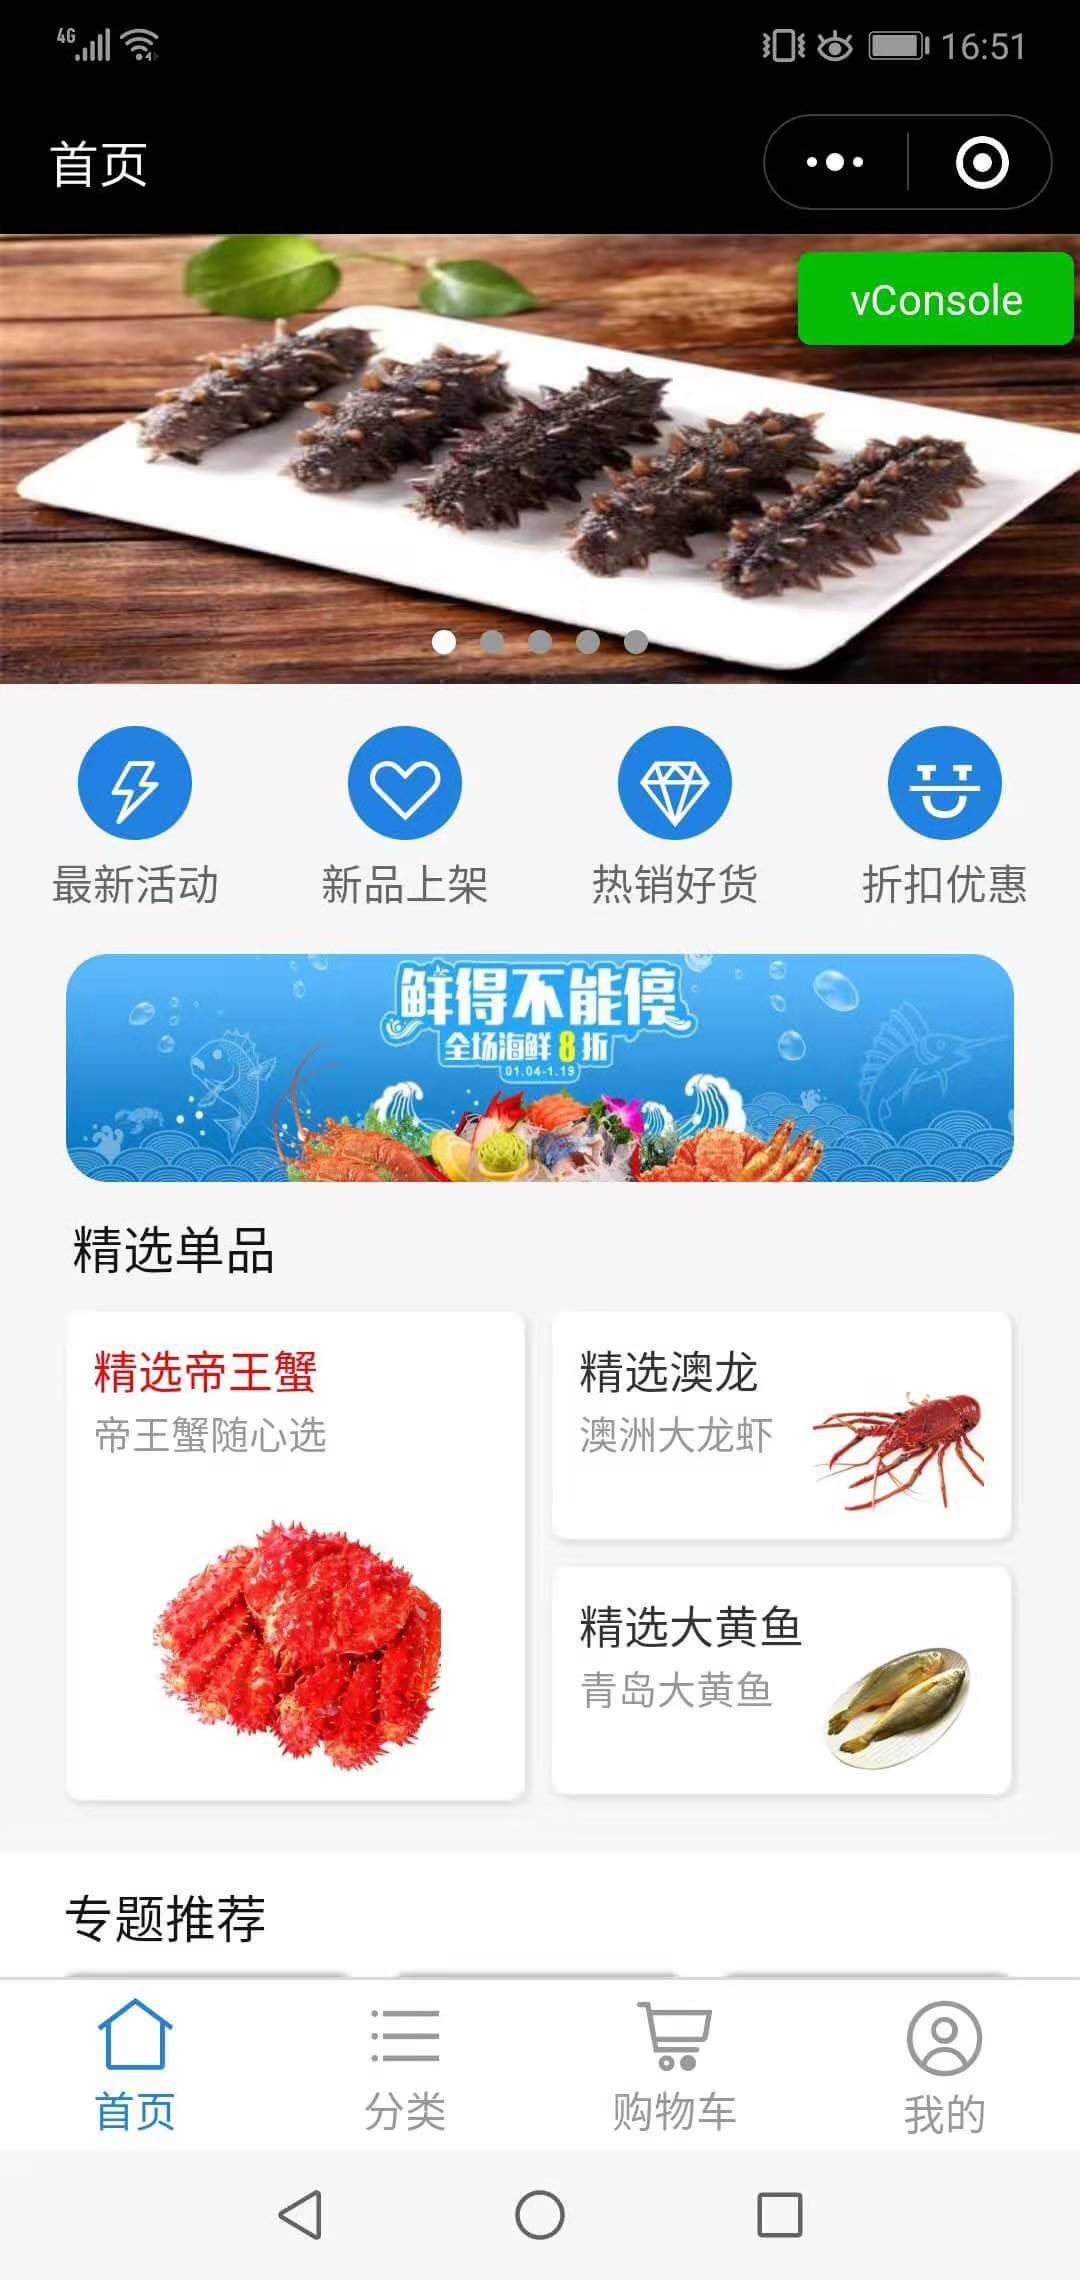 4G
16:51
首页
vConsole
最新活动 新品上架 热销好货 折扣优惠
鲜得不能停
全场海鲜8折
01.04-1.19
精选单品
精选帝王蟹
帝王蟹随心选
精选澳龙
澳洲大龙虾
精选大黄鱼
青岛大黄鱼
专题推荐
首页 分类 购物车 我的